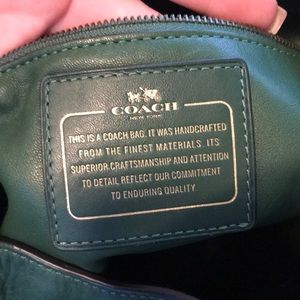 COACH
NEW YORK
THIS IS A COACH BAG. IT WAS HANDCRAFTED
FROM THE FINEST MATERIALS. ITS
SUPERIOR CRAFTSMANSHIP AND ATTENTION
TO DETAIL REFLECT OUR COMMITMENT
TO ENDURING QUALITY